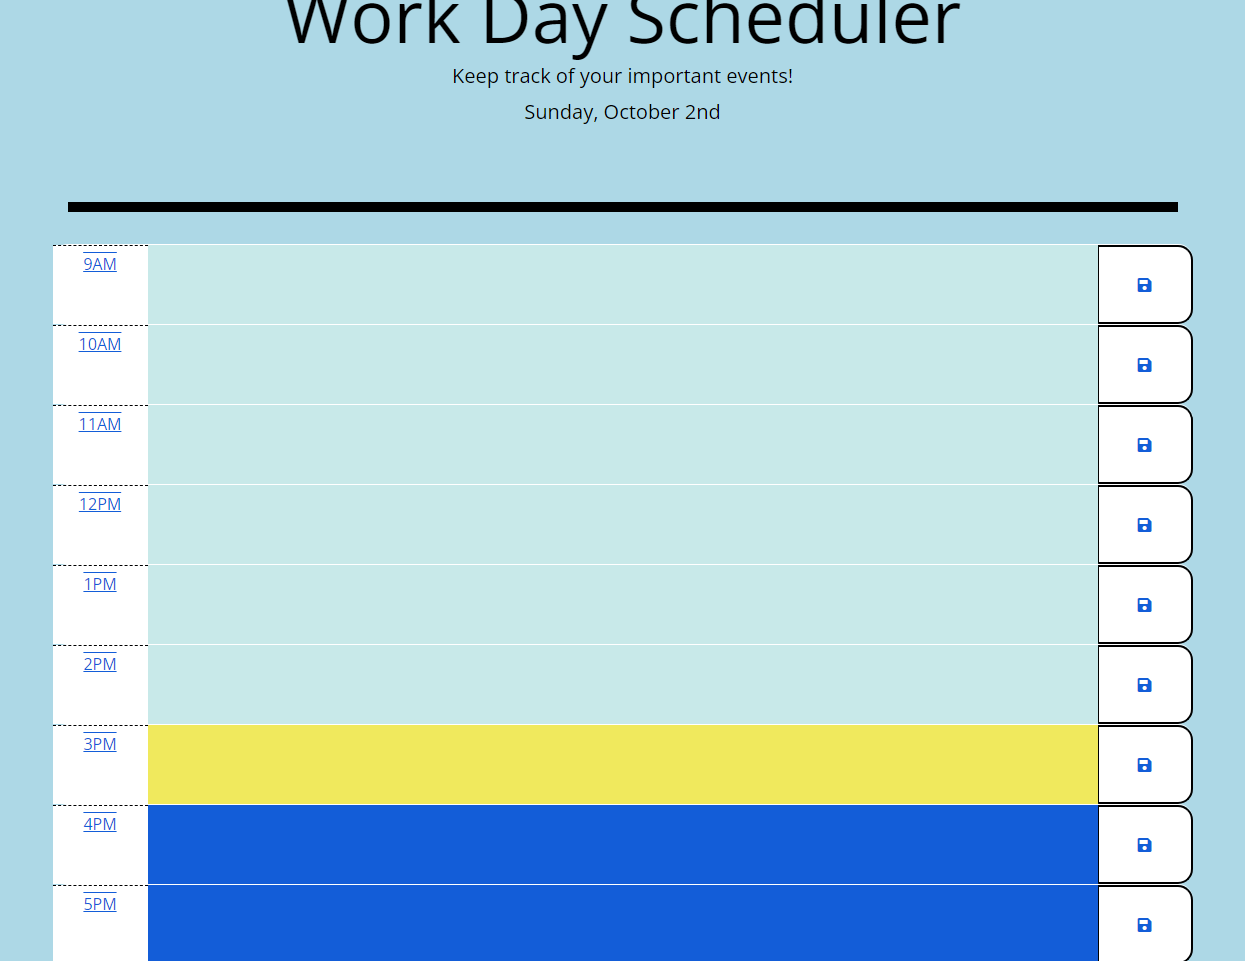 Work Day Scheduler
Keep track of your important events!
Sunday, October 2nd
9AM
10AM
11AM
12PM
1PM
2PM
3PM
4PM
5PM